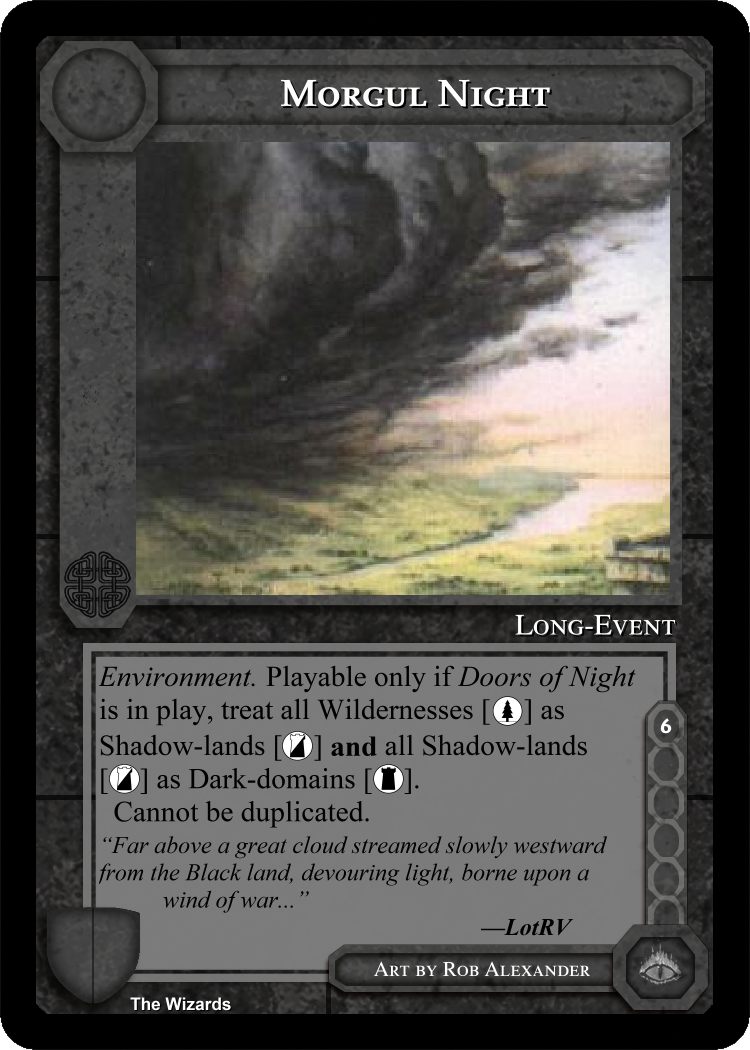 Morgul Night
Long-Event
Environment. Playable only if Doors of Night
is in play, treat all Wildernesses [ ] as
Shadow-lands [ ] and all Shadow-lands
[ ] as Dark-domains [ ].
Cannot be duplicated.
6
“Far above a great cloud streamed slowly westward
from the Black land, devouring light, borne upon a
wind of war...”
—LotRV
Art by Rob Alexander
The Wizards